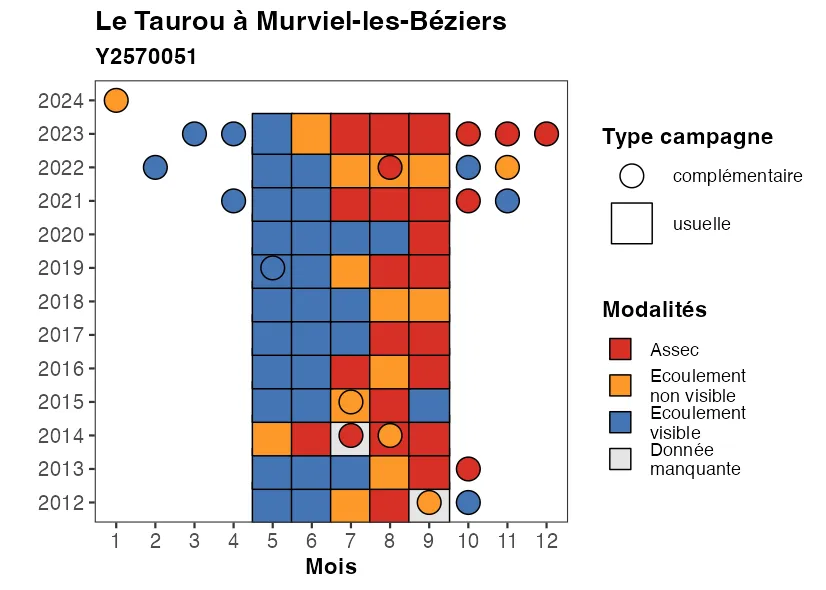 Le Taurou à Murviel-les-Béziers
Y2570051
2024
2023
2022
2021
2020
2019
2018
2017
2016
2015
2014
2013
2012
1 2 3 4 5 6 7 8 9 10 11 12
Mois
Type campagne
complémentaire
usuelle
Modalités
Assec
Ecoulement
non visible
Ecoulement
visible
Donnée
manquante